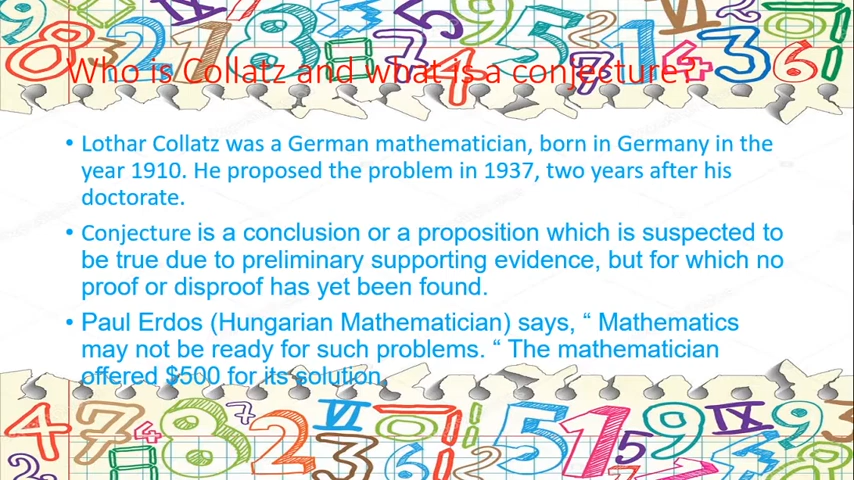 Who is Collatz and what is a conjecture?
• Lothar Collatz was a German mathematician, born in Germany in the
year 1910. He proposed the problem in 1937, two years after his
doctorate.
• Conjecture is a conclusion or a proposition which is suspected to
be true due to preliminary supporting evidence, but for which no
proof or disproof has yet been found.
• Paul Erdos (Hungarian Mathematician) says, “ Mathematics
may not be ready for such problems. “ The mathematician
offered $500 for its solution.